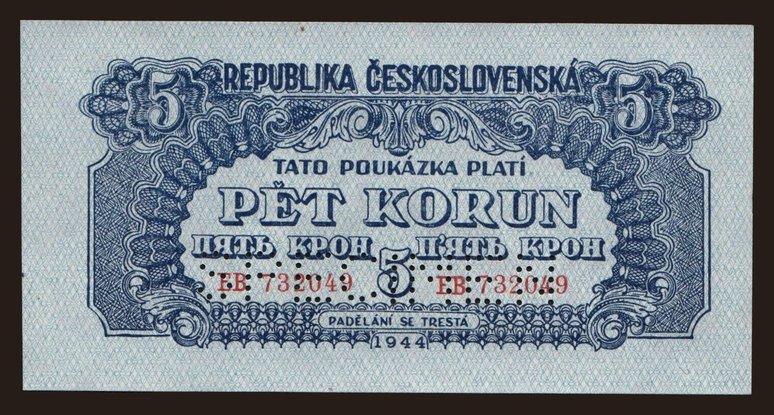 5 REPUBLIKA ČESKOSLOVENSKÁ 5
TATO POUKÁZKA PLATÍ
PĚT KORUN
ПЯТЬ КРОН П'ЯТЬ КРОН
EB 732049 5 EB 732049
PADĚLÁNÍ SE TRESTÁ
1944